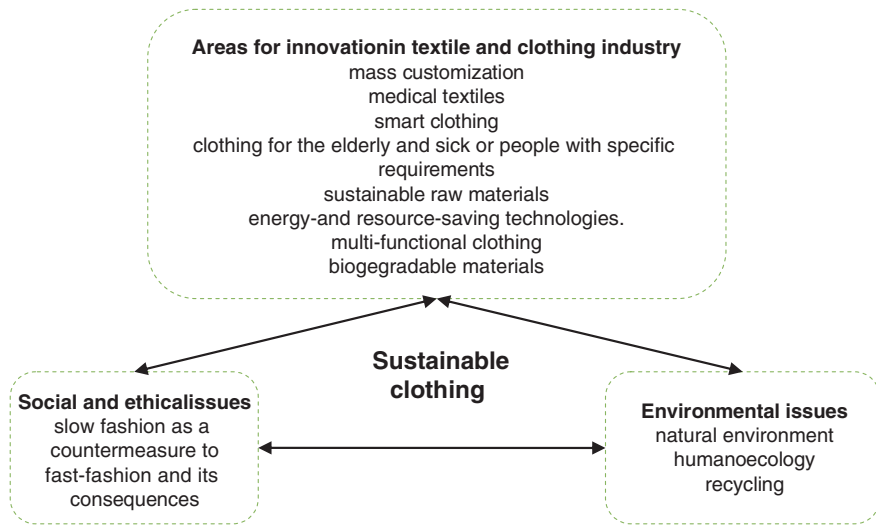 Areas for innovationin textile and clothing industry
mass customization
medical textiles
smart clothing
clothing for the elderly and sick or people with specific
requirements
sustainable raw materials
energy-and resource-saving technologies.
multi-functional clothing
biogegradable materials
Sustainable
clothing
Social and ethicalissues
slow fashion as a
countermeasure to
fast-fashion and its
consequences
Environmental issues
natural environment
humanoecology
recycling